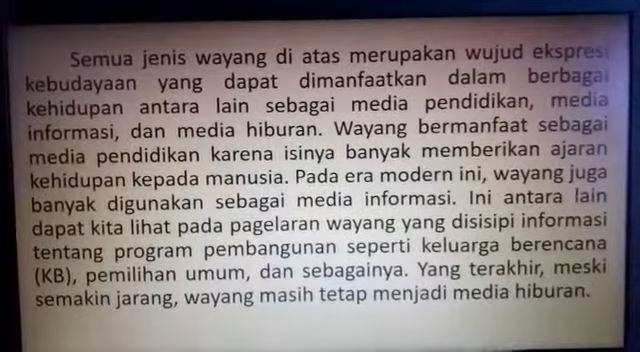 Semua jenis wayang di atas merupakan wujud ekspresi
kebudayaan yang dapat dimanfaatkan dalam berbagai
kehidupan antara lain sebagai media pendidikan, media
informasi, dan media hiburan. Wayang bermanfaat sebagai
media pendidikan karena isinya banyak memberikan ajaran
kehidupan kepada manusia. Pada era modern ini, wayang juga
banyak digunakan sebagai media informasi. Ini antara lain
dapat kita lihat pada pagelaran wayang yang disisipi informasi
tentang program pembangunan seperti keluarga berencana
(KB), pemilihan umum, dan sebagainya. Yang terakhir, meski
semakin jarang, wayang masih tetap menjadi media hiburan.